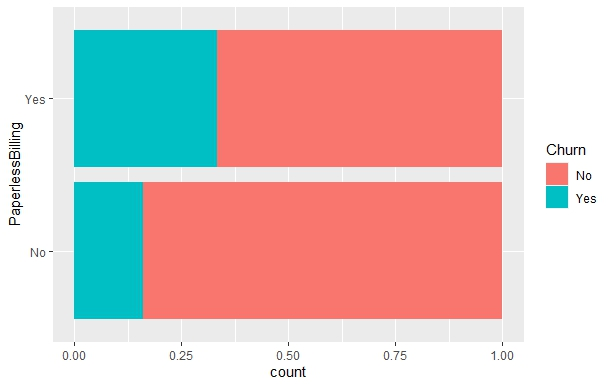 Yes
No
PaperlessBilling
0.00 0.25 0.50 0.75 1.00
count
Churn
No
Yes